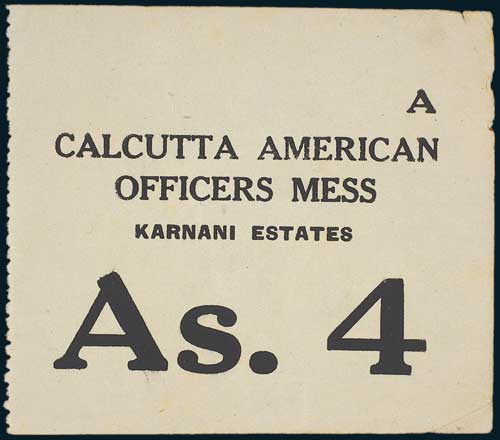 A
CALCUTTA AMERICAN
OFFICERS MESS
KARNANI ESTATES
As. 4